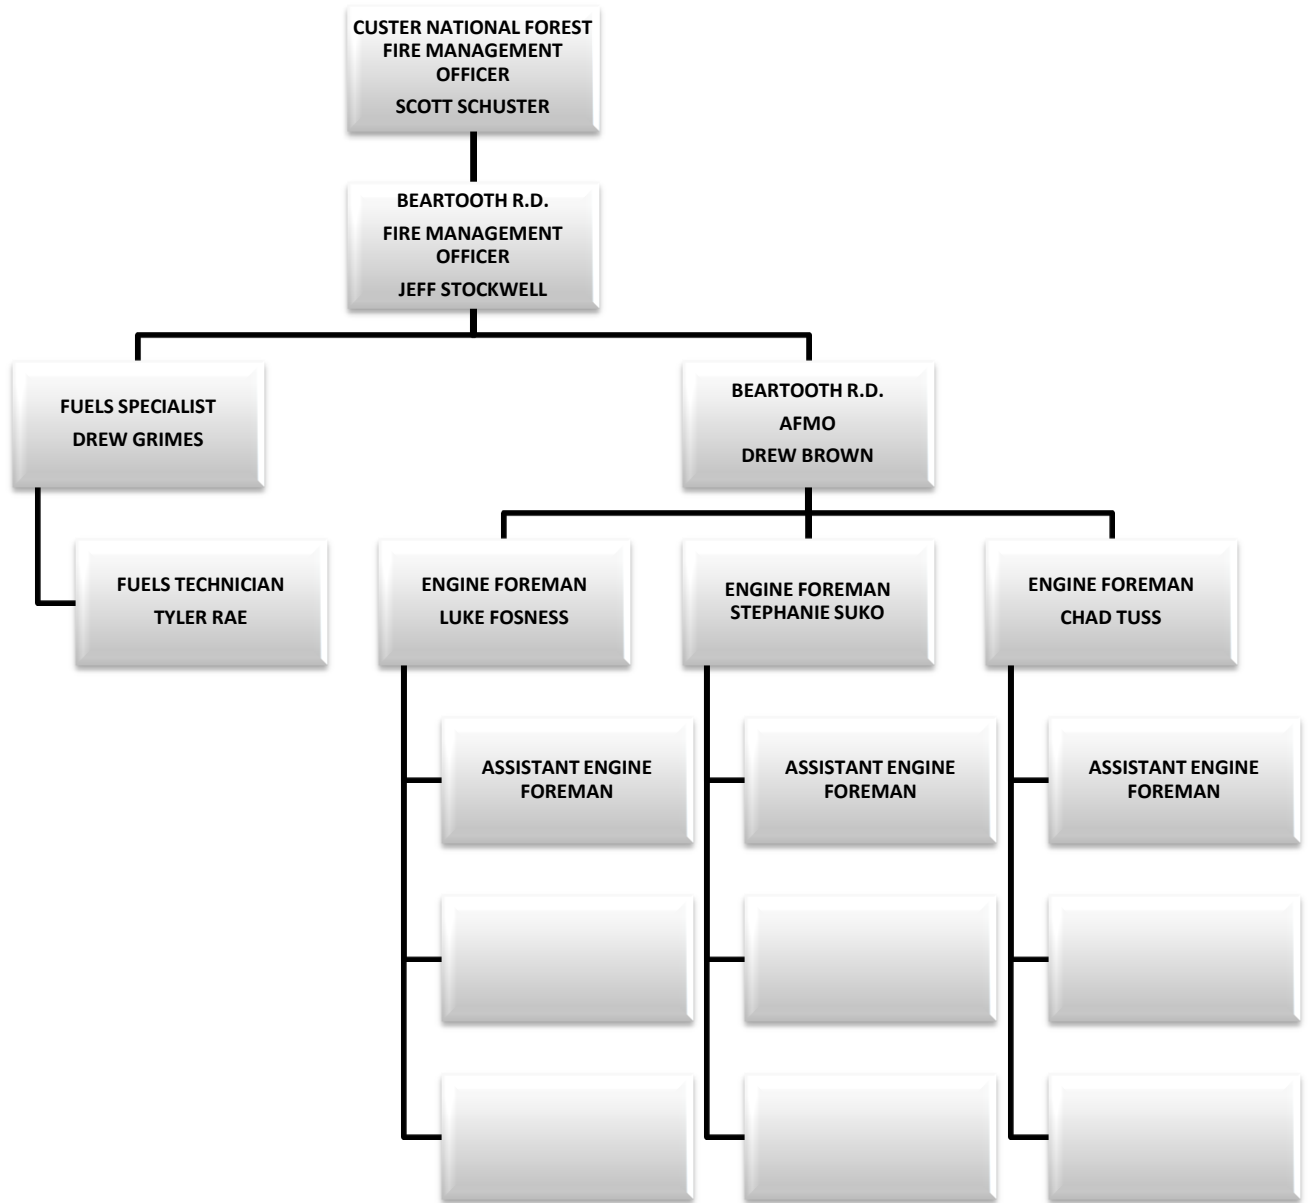 CUSTER NATIONAL FOREST
FIRE MANAGEMENT
OFFICER
SCOTT SCHUSTER
BEARTOOTH R.D.
FIRE MANAGEMENT
OFFICER
JEFF STOCKWELL
FUELS SPECIALIST
DREW GRIMES
BEARTOOTH R.D.
AFMO
DREW BROWN
FUELS TECHNICIAN
TYLER RAE
ENGINE FOREMAN
LUKE FOSNESS
ENGINE FOREMAN
STEPHANIE SUKO
ENGINE FOREMAN
CHAD TUSS
ASSISTANT ENGINE
FOREMAN
ASSISTANT ENGINE
FOREMAN
ASSISTANT ENGINE
FOREMAN